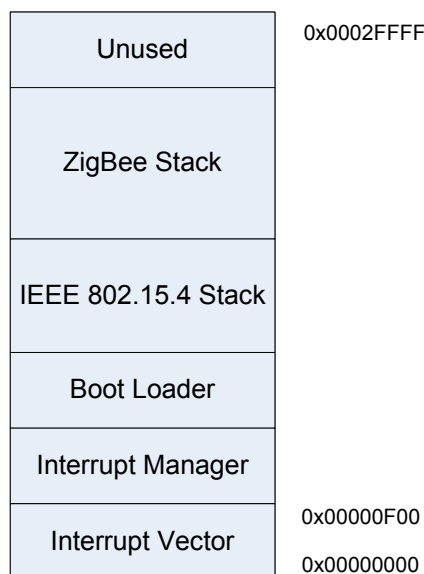 Unused
0x0002FFFF
ZigBee Stack
IEEE 802.15.4 Stack
Boot Loader
Interrupt Manager
0x00000F00
Interrupt Vector
0x00000000